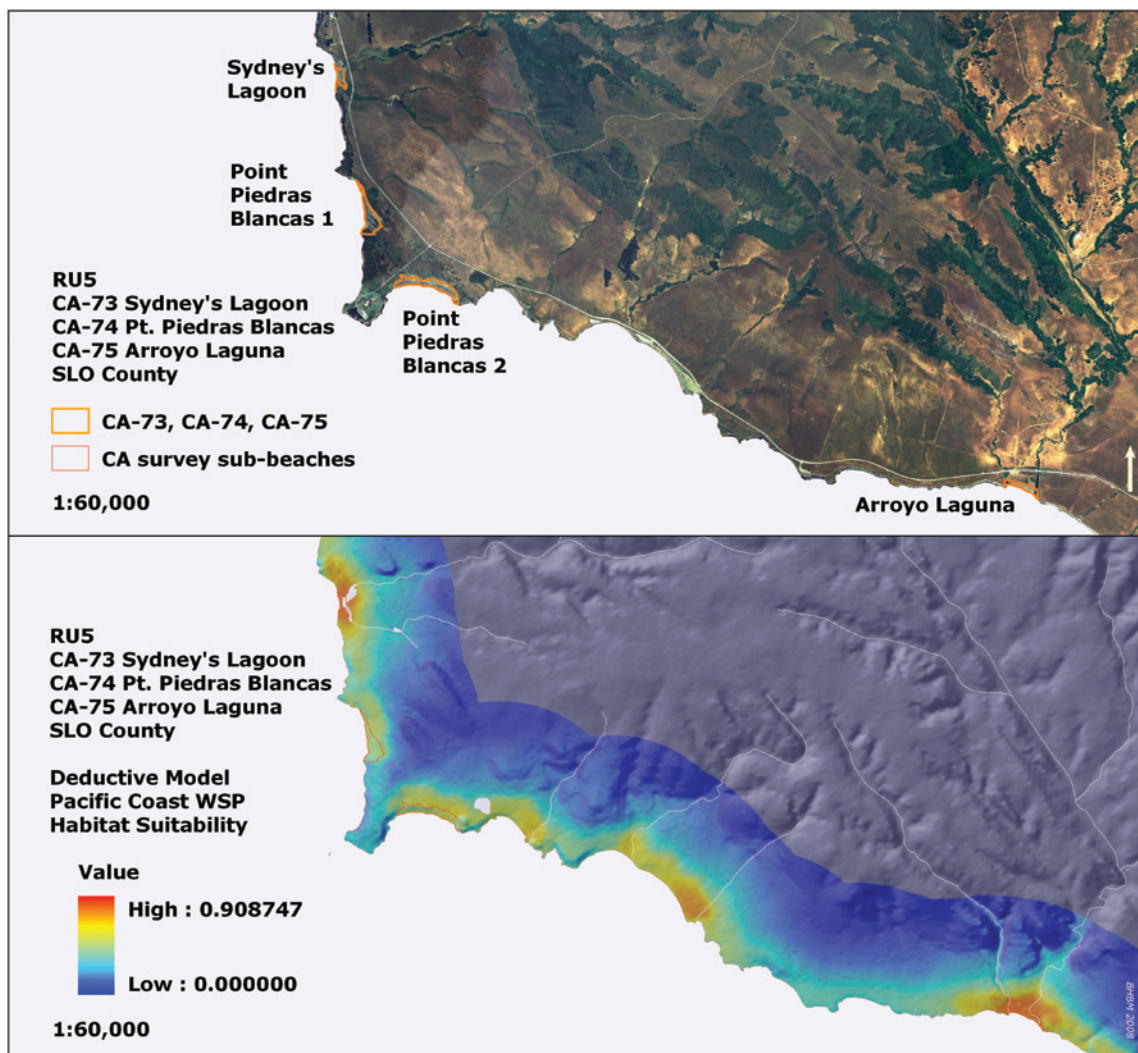 Sydney's
Lagoon
Point
Piedras
Blancas 1
Point
Piedras
Blancas 2
RU5
CA-73 Sydney's Lagoon
CA-74 Pt. Piedras Blancas
CA-75 Arroyo Laguna
SLO County
CA-73, CA-74, CA-75
CA survey sub-beaches
1:60,000
Arroyo Laguna
RU5
CA-73 Sydney's Lagoon
CA-74 Pt. Piedras Blancas
CA-75 Arroyo Laguna
SLO County
Deductive Model
Pacific Coast WSP
Habitat Suitability
Value
High : 0.908747
Low : 0.000000
1:60,000
BHBM 2008